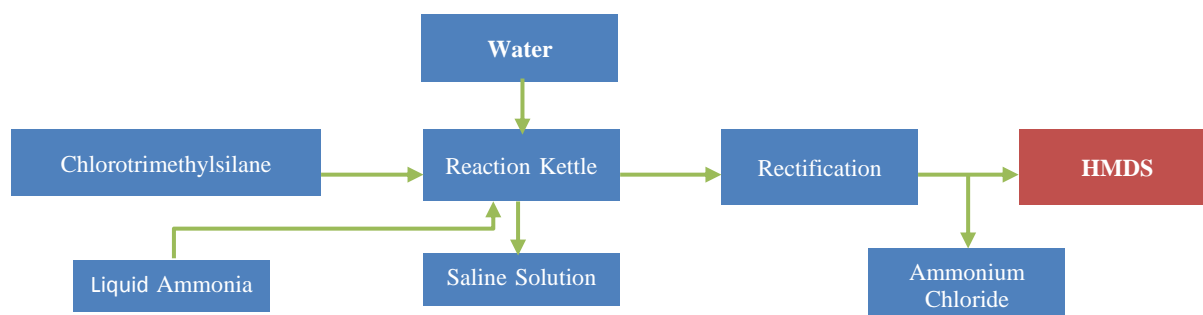 Water
Chlorotrimethylsilane
Reaction Kettle
Rectification
HMDS
Liquid Ammonia
Saline Solution
Ammonium
Chloride